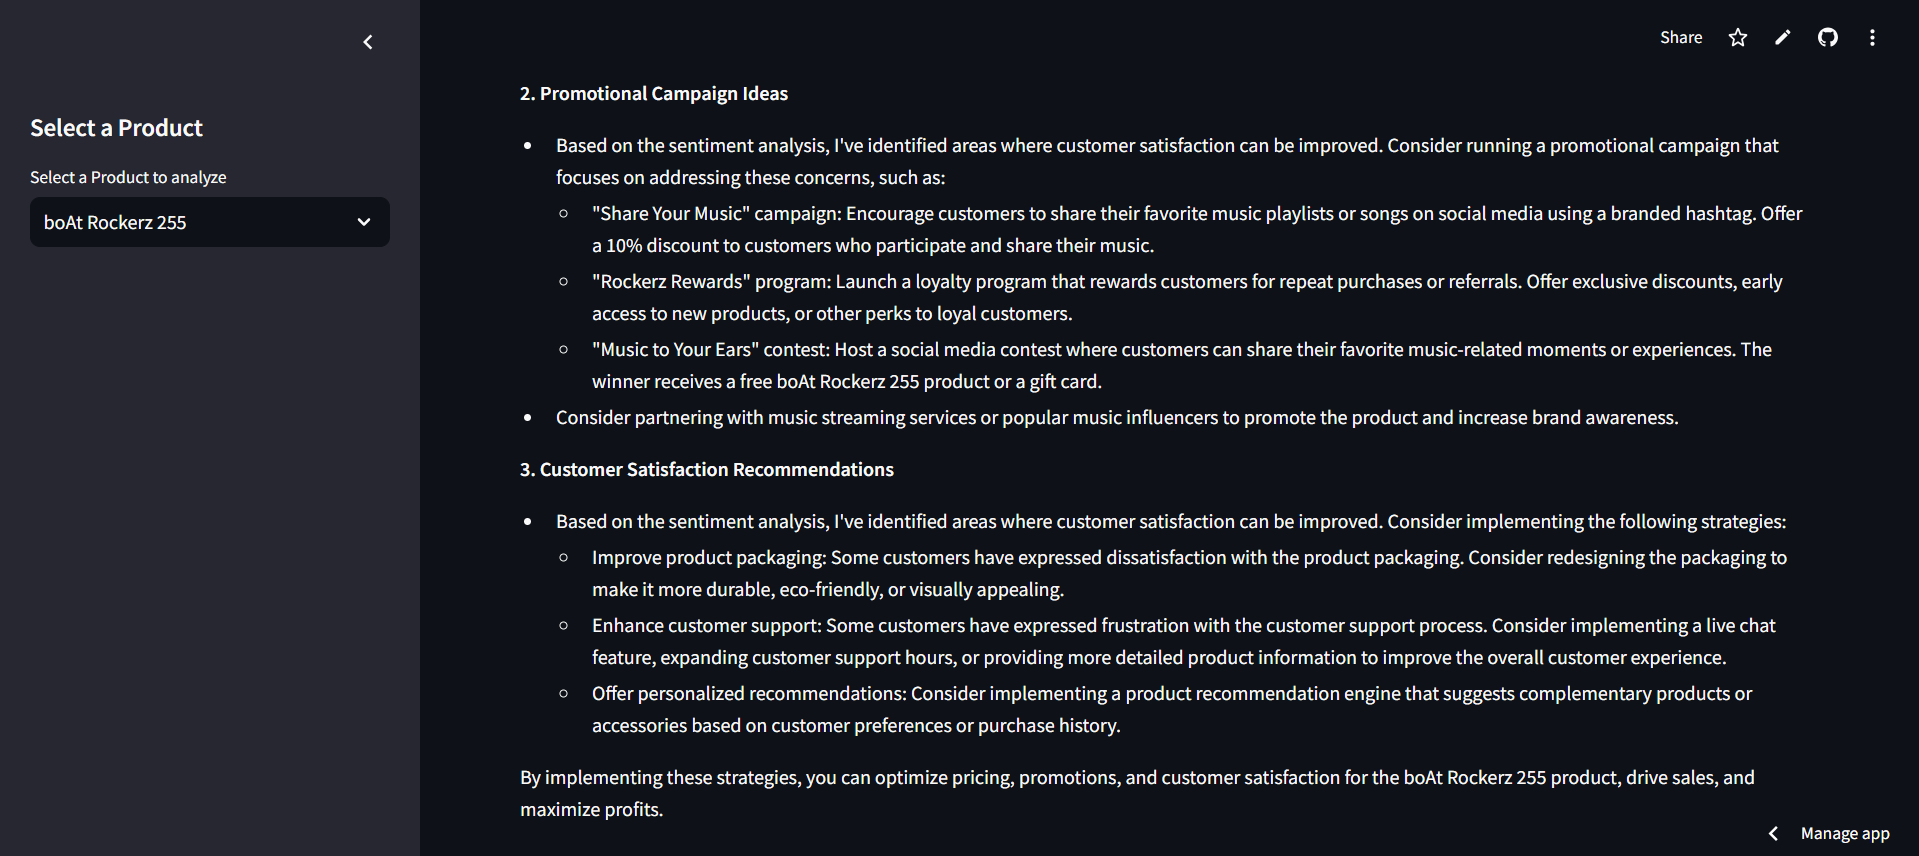 Share
Select a Product
Select a Product to analyze
boAt Rockerz 255
2. Promotional Campaign Ideas
Based on the sentiment analysis, I've identified areas where customer satisfaction can be improved. Consider running a promotional campaign that
focuses on addressing these concerns, such as:
"Share Your Music" campaign: Encourage customers to share their favorite music playlists or songs on social media using a branded hashtag. Offer
a 10% discount to customers who participate and share their music.
"Rockerz Rewards" program: Launch a loyalty program that rewards customers for repeat purchases or referrals. Offer exclusive discounts, early
access to new products, or other perks to loyal customers.
"Music to Your Ears" contest: Host a social media contest where customers can share their favorite music-related moments or experiences. The
winner receives a free boAt Rockerz 255 product or a gift card.
Consider partnering with music streaming services or popular music influencers to promote the product and increase brand awareness.
3. Customer Satisfaction Recommendations
Based on the sentiment analysis, I've identified areas where customer satisfaction can be improved. Consider implementing the following strategies:
Improve product packaging: Some customers have expressed dissatisfaction with the product packaging. Consider redesigning the packaging to
make it more durable, eco-friendly, or visually appealing.
Enhance customer support: Some customers have expressed frustration with the customer support process. Consider implementing a live chat
feature, expanding customer support hours, or providing more detailed product information to improve the overall customer experience.
Offer personalized recommendations: Consider implementing a product recommendation engine that suggests complementary products or
accessories based on customer preferences or purchase history.
By implementing these strategies, you can optimize pricing, promotions, and customer satisfaction for the boAt Rockerz 255 product, drive sales, and
maximize profits.
Manage app